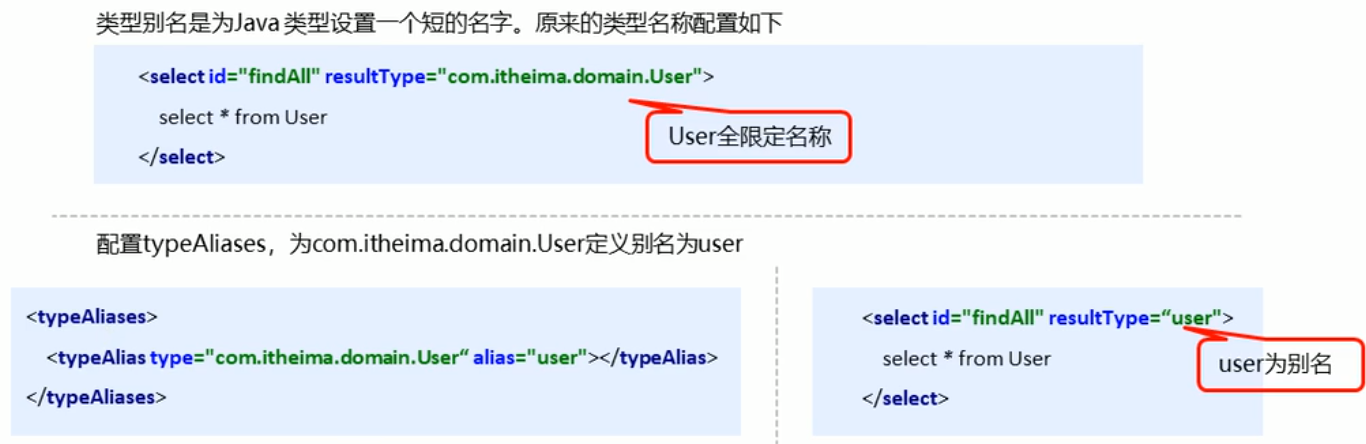 类型别名是为Java 类型设置一个短的名字。原来的类型名称配置如下
<select id="findAll" resultType="com.itheima.domain.User">
select * from User
</select>
User全限定名称
配置typeAliases，为com.itheima.domain.User定义别名为user
<typeAliases>
<typeAlias type="com.itheima.domain.User“ alias="user"></typeAlias>
</typeAliases>
<select id="findAll" resultType=“user">
select * from User
</select>
user为别名